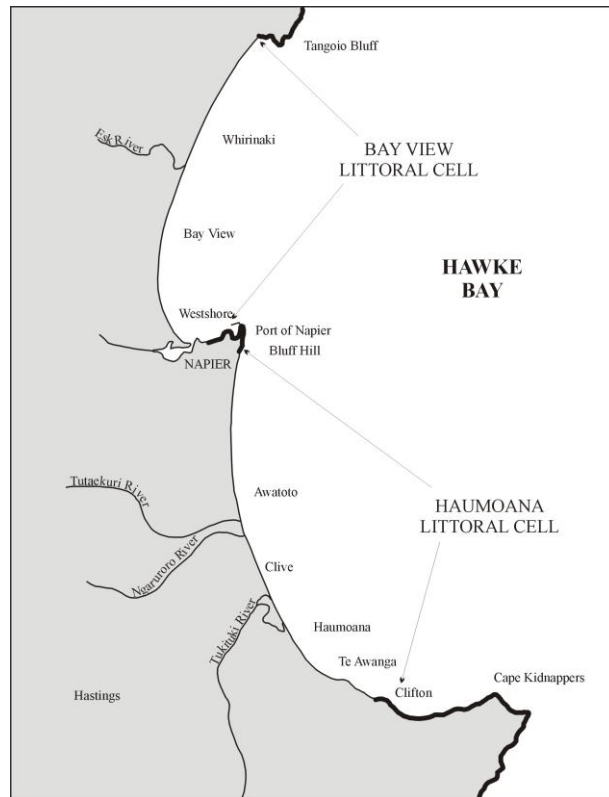 Tangoio Bluff
Esk River
Whirinaki
BAY VIEW
LITTORAL CELL
Bay View
HAWKE
BAY
Westshore
Port of Napier
Bluff Hill
NAPIER
Tutaekuri River
Awatoto
HAUMOANA
LITTORAL CELL
Ngaruroro River
Clive
Tukituki River
Haumoana
Te Awanga
Cape Kidnappers
Hastings
Clifton